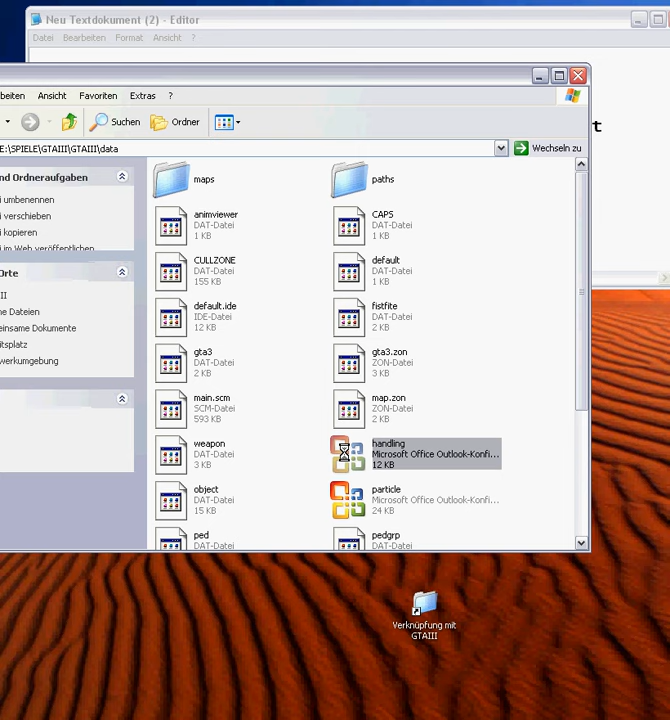 Neu Textdokument (2) - Editor
Datei Bearbeiten Format Ansicht ?
t
beiten Ansicht Favoriten Extras ?
Suchen Ordner
E:\SPIELE\GTAIII\GTAIII\data Wechseln zu
nd Ordneraufgaben
i umbenennen
i verschieben
i kopieren
i im Web veröffentlichen
Orte
II
ne Dateien
einsame Dokumente
itsplatz
werkumgebung
maps
paths
animviewer
DAT-Datei
1 KB
CAPS
DAT-Datei
1 KB
CULLZONE
DAT-Datei
155 KB
default
DAT-Datei
1 KB
default.ide
IDE-Datei
12 KB
fistfite
DAT-Datei
2 KB
gta3
DAT-Datei
2 KB
gta3.zon
ZON-Datei
3 KB
main.scm
SCM-Datei
593 KB
map.zon
ZON-Datei
2 KB
weapon
DAT-Datei
3 KB
handling
Microsoft Office Outlook-Konfi...
12 KB
object
DAT-Datei
15 KB
particle
Microsoft Office Outlook-Konfi...
24 KB
ped
DAT-Datei
pedgrp
DAT-Datei
Verknüpfung mit
GTAIII